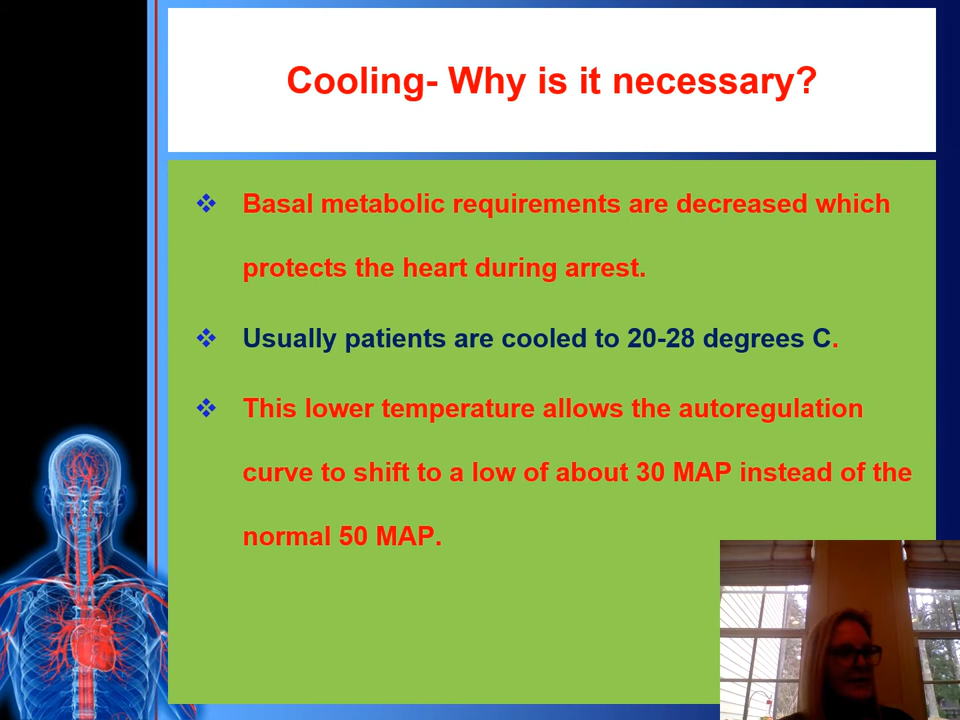 Cooling- Why is it necessary?
Basal metabolic requirements are decreased which
protects the heart during arrest.
Usually patients are cooled to 20-28 degrees C.
This lower temperature allows the autoregulation
curve to shift to a low of about 30 MAP instead of the
normal 50 MAP.